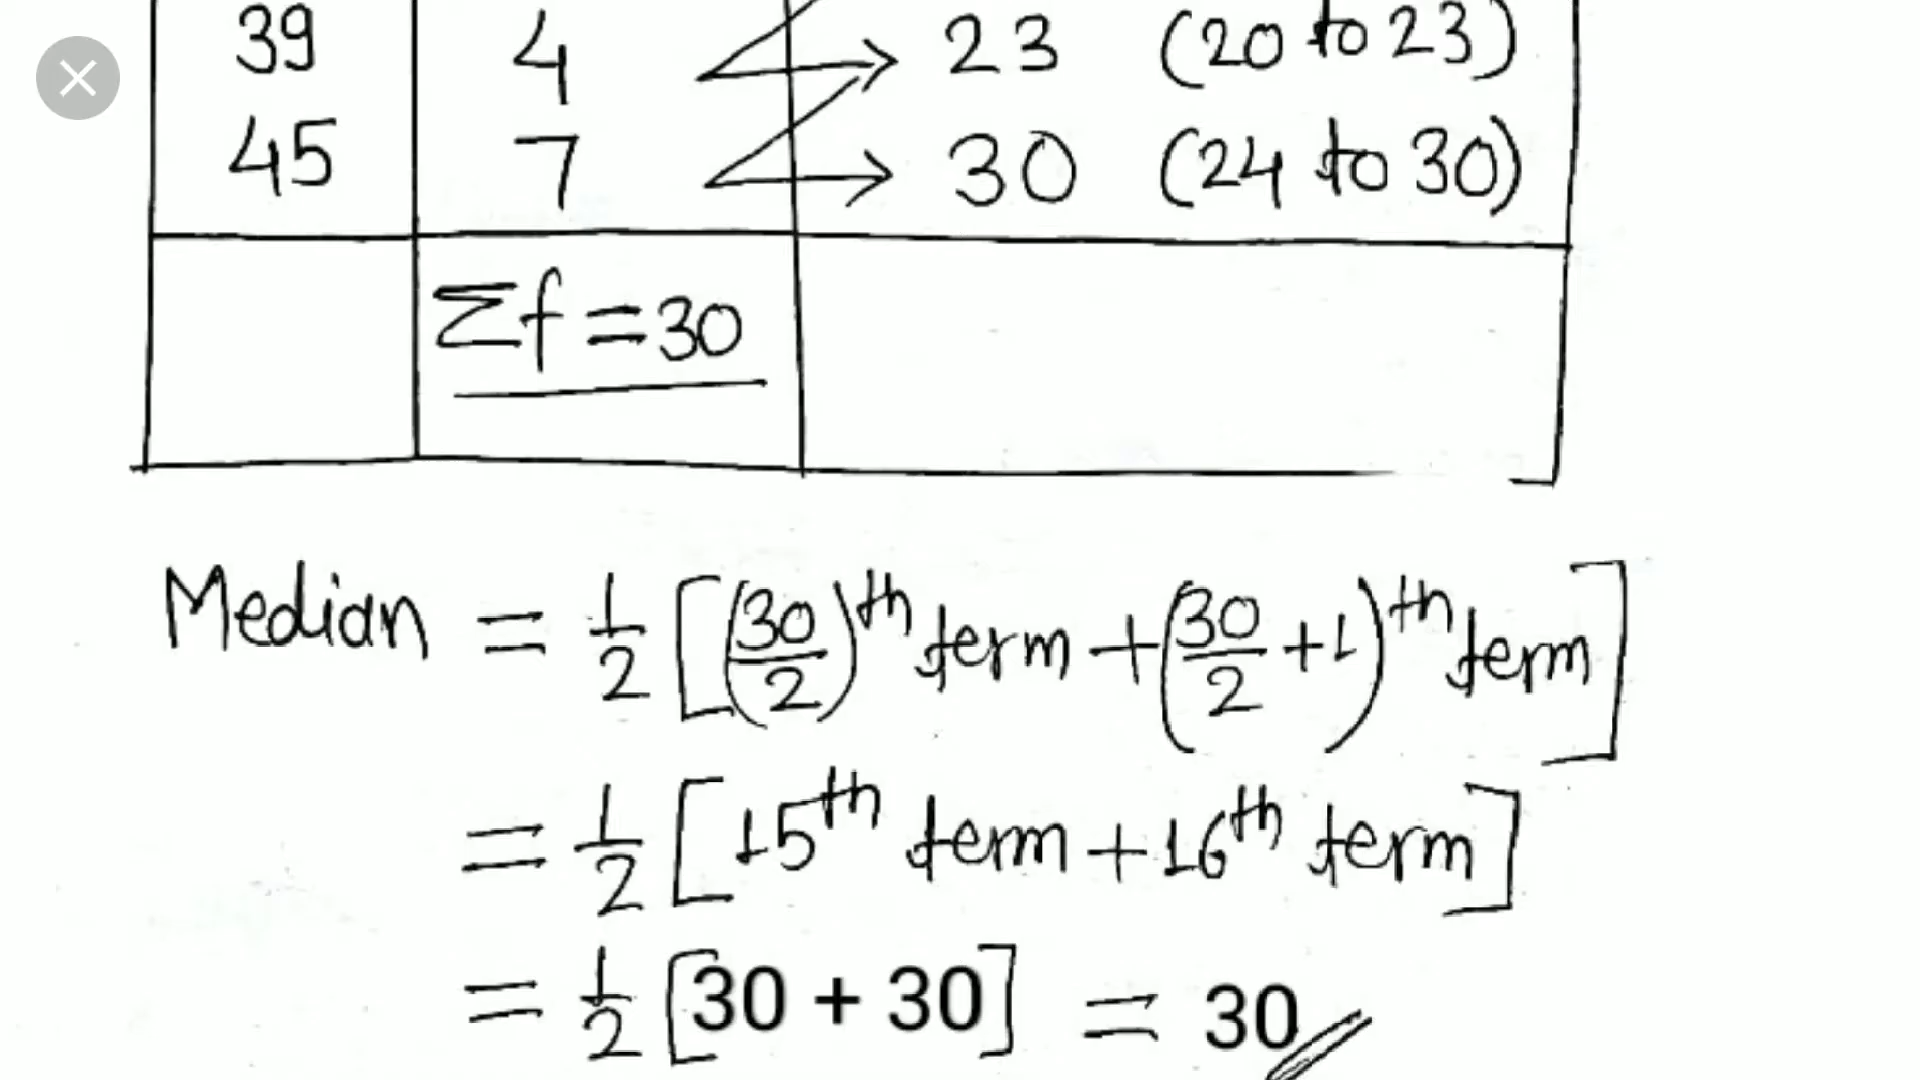 39 4 → 23 (20 to 23)
45 7 → 30 (24 to 30)
Σf = 30
Median = 1/2 [(30/2)th term + (30/2 + 1)th term]
= 1/2 [15th term + 16th term]
= 1/2 [30 + 30] = 30